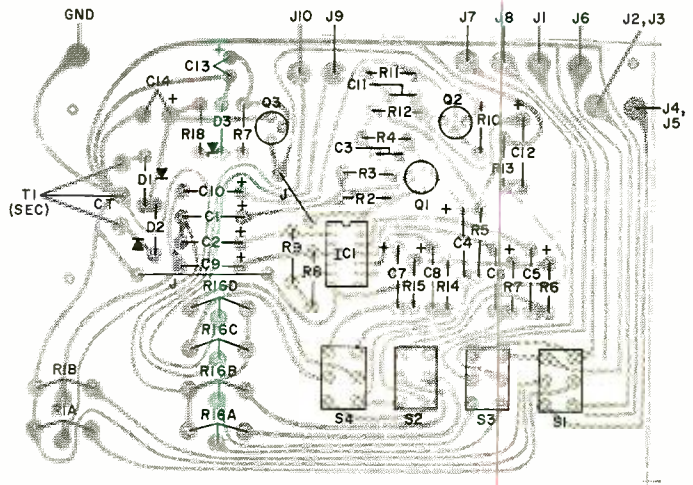 GND
J10 J9
J7 J8 J1 J6 J2, J3
J4, J5
C13
C14
+
+
R11
C11
R12
Q3
Q2
+
D3
R18
R7
R10
C12
R13
R4
C3
R3
R2
Q1
T1
(SEC)
CT
D1
D2
C10 +
C1 +
C2 +
C9 +
J
J
R9
R8
IC1
+
+
R5
C4
+
C7
R15
+
C8
R14
+
C6
R7
+
C5
+
R6
R16D
R16C
R16B
R16A
R1B
R1A
S4 S2 S3 S1